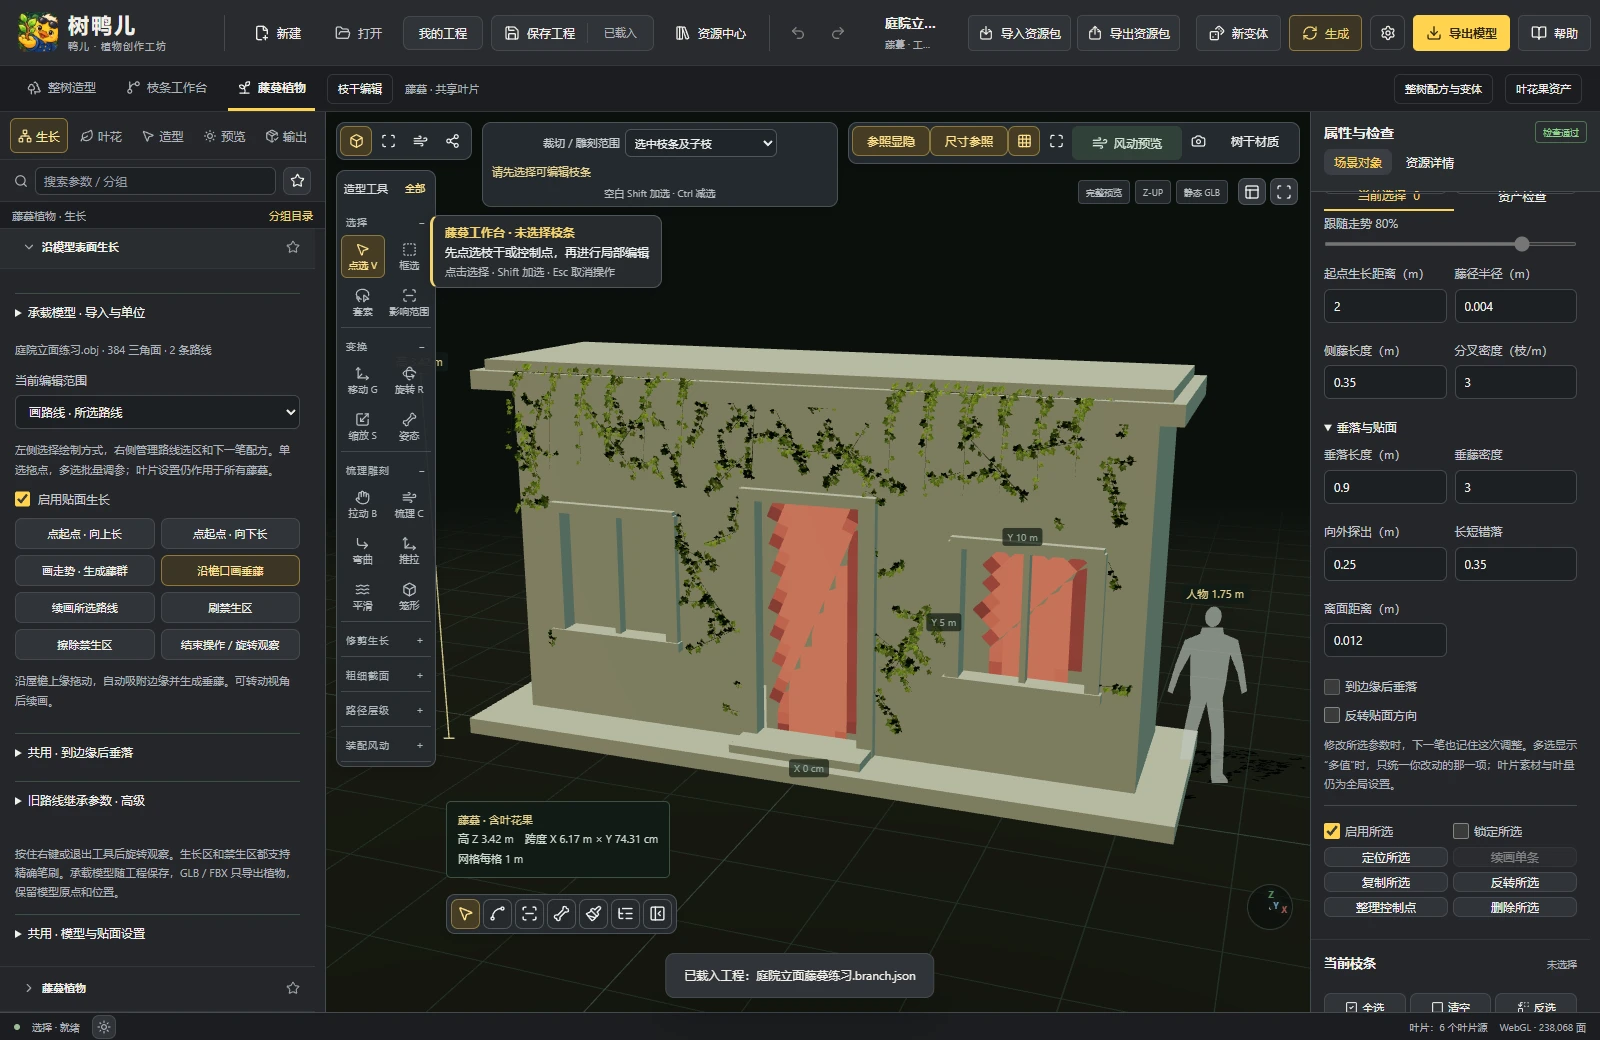 树鸭儿
鸭儿 · 植物创作工坊
新建
打开
我的工程
保存工程
已载入
资源中心
庭院立...
藤蔓 · 工...
导入资源包
导出资源包
新变体
生成
导出模型
帮助
整树造型
枝条工作台
藤蔓植物
枝干编辑
藤蔓 · 共享叶片
整树配方与变体
叶花果资产
生长
叶花
造型
预览
输出
搜索参数 / 分组
藤蔓植物 · 生长
分组目录
沿模型表面生长
承载模型 · 导入与单位
庭院立面练习.obj · 384 三角面 · 2 条路线
当前编辑范围
画路线 · 所选路线
左侧选择绘制方式，右侧管理路线选区和下一笔配方。单
选拖点，多选批量调参；叶片设置仍作用于所有藤蔓。
启用贴面生长
点起点 · 向上长
点起点 · 向下长
画走势 · 生成藤群
沿檐口画垂藤
续画所选路线
刷禁生区
擦除禁生区
结束操作 / 旋转观察
沿屋檐上缘拖动，自动吸附边缘并生成垂藤。可转动视角
后续画。
共用 · 到边缘后垂落
旧路线继承参数 · 高级
按住右键或退出工具后旋转观察。生长区和禁生区都支持
精确笔刷。承载模型随工程保存，GLB / FBX 只导出植物，
保留模型原点和位置。
共用 · 模型与贴面设置
藤蔓植物
选择 · 就绪
裁切 / 雕刻范围
选中枝条及子枝
请先选择可编辑枝条
空白 Shift 加选 · Ctrl 减选
参照显隐
尺寸参照
风动预览
树干材质
完整预览
Z-UP
静态 GLB
造型工具
全部
选择
−
点选 V
框选
套索
影响范围
变换
−
移动 G
旋转 R
缩放 S
姿态
梳理雕刻
−
拉动 B
梳理 C
弯曲
推拉
平滑
笼形
修剪生长
+
粗细截面
+
路径层级
+
装配风动
+
藤蔓工作台 · 未选择枝条
先点选枝干或控制点，再进行局部编辑
点击选择 · Shift 加选 · Esc 取消操作
m
Y 10 m
Y 5 m
X 0 cm
人物 1.75 m
藤蔓 · 含叶花果
高 Z 3.42 m 跨度 X 6.17 m × Y 74.31 cm
网格每格 1 m
Z
Y
X
已载入工程：庭院立面藤蔓练习.branch.json
属性与检查
检查通过
场景对象
资源详情
当前选择 0
资产检查
跟随走势 80%
起点生长距离（m）
藤径半径（m）
2
0.004
侧藤长度（m）
分叉密度（枝/m）
0.35
3
垂落与贴面
垂落长度（m）
垂藤密度
0.9
3
向外探出（m）
长短错落
0.25
0.35
离面距离（m）
0.012
到边缘后垂落
反转贴面方向
修改所选参数时，下一笔也记住这次调整。多选显示
“多值”时，只统一你改动的那一项；叶片素材与叶量
仍为全局设置。
启用所选
锁定所选
定位所选
续画单条
复制所选
反转所选
整理控制点
删除所选
当前枝条
未选择
全选
清空
反选
叶片：6 个叶片源
WebGL · 238,068 面